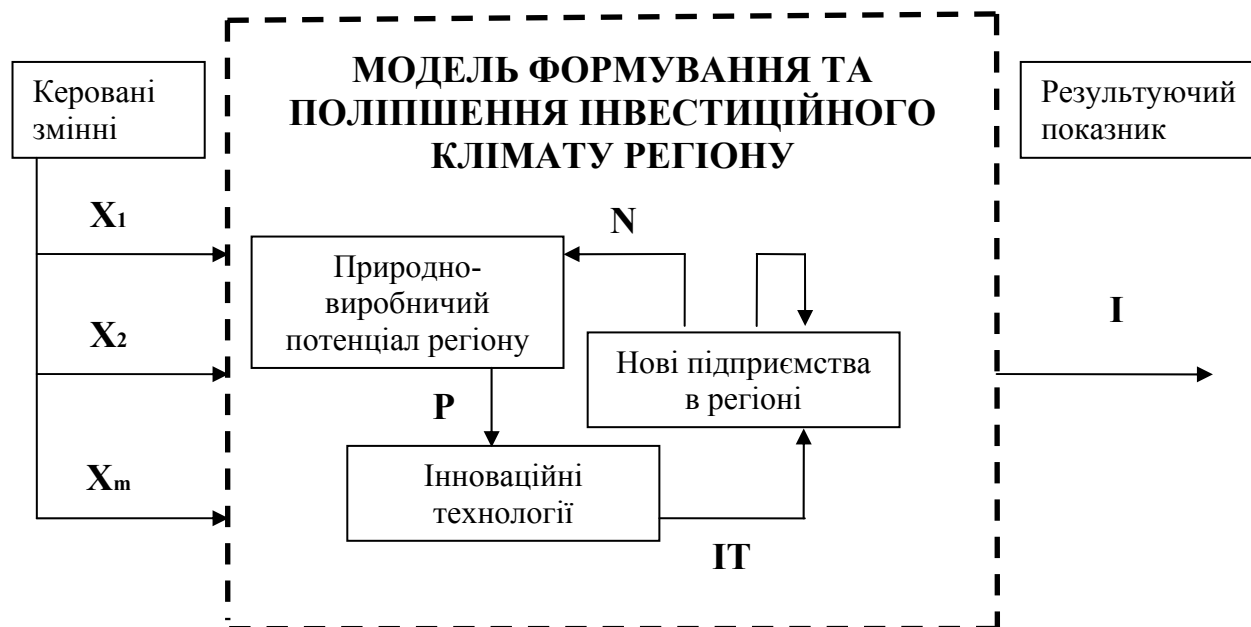 Керовані
змінні
МОДЕЛЬ ФОРМУВАННЯ ТА
ПОЛІПШЕННЯ ІНВЕСТИЦІЙНОГО
КЛІМАТУ РЕГІОНУ
Результуючий
показник
X1
X2
Xm
N
Природно-
виробничий
потенціал регіону
Нові підприємства
в регіоні
P
Інноваційні
технології
ІТ
I